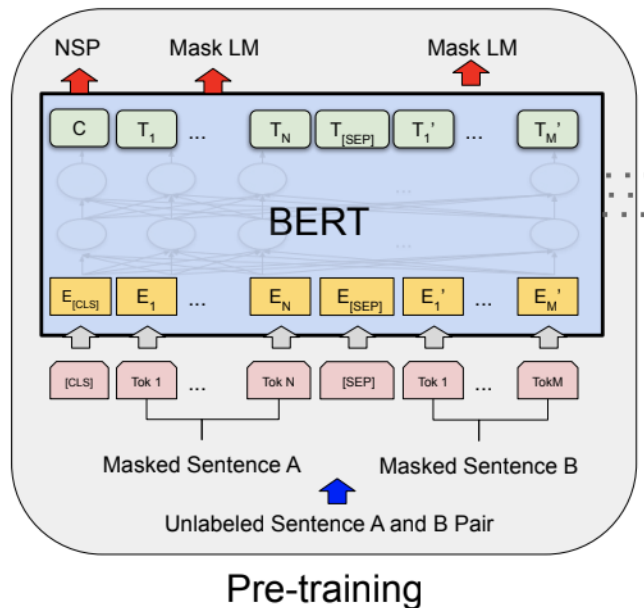 NSP Mask LM Mask LM
C T1 ... TN T[SEP] T1' ... TM'
...
BERT
...
E[CLS] E1 ... EN E[SEP] E1' ... EM'
[CLS] Tok 1 ... Tok N [SEP] Tok 1 ... TokM
Masked Sentence A Masked Sentence B
Unlabeled Sentence A and B Pair
Pre-training